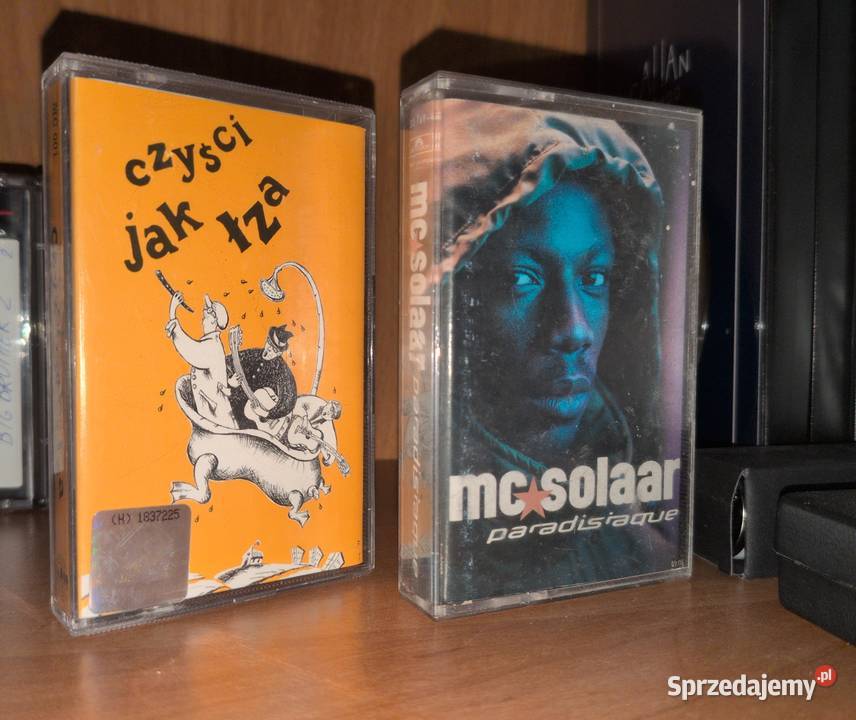 czyści
jak
łza
(H) 1837225
mc solaar
paradisiaque
mc★solaar
paradisiaque
Sprzedajemy.pl